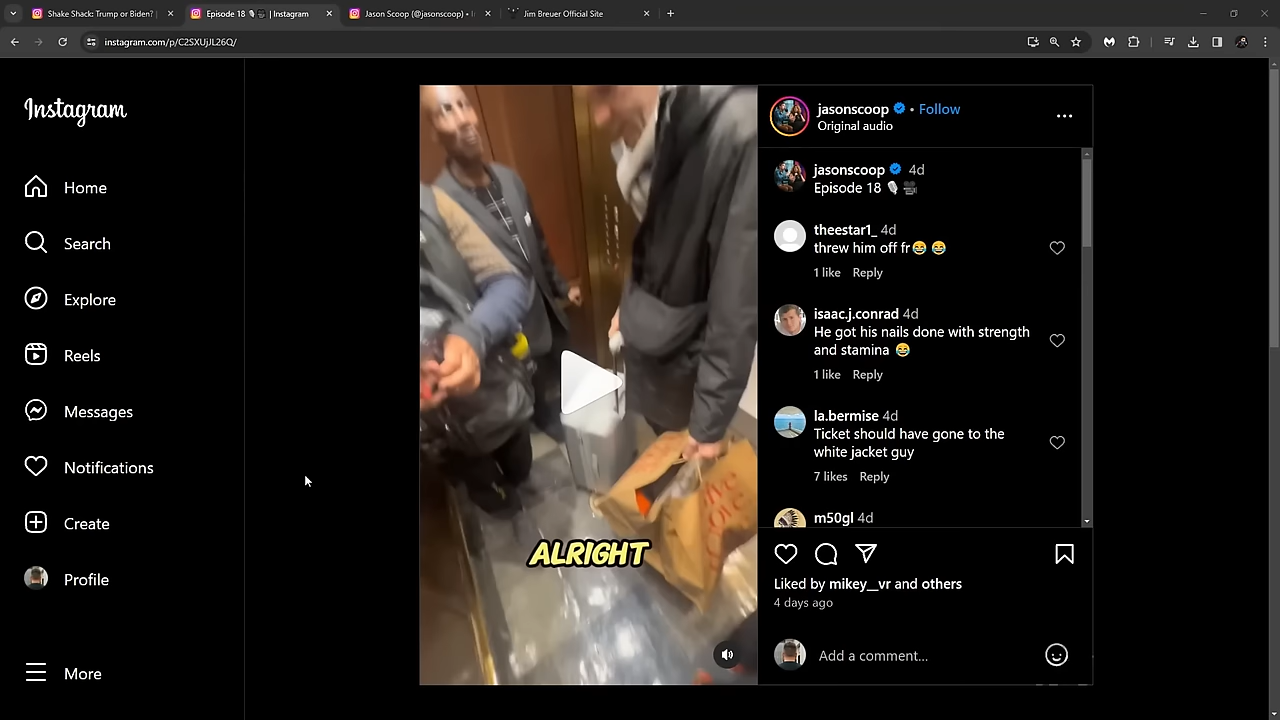 Shake Shack: Trump or Biden? |
Episode 18 🎙️🎥 | Instagram
Jason Scoop (@jasonscoop) •
Jim Breuer Official Site
instagram.com/p/C2SXUjJL26Q/
Instagram
Home
Search
Explore
Reels
Messages
Notifications
Create
Profile
More
ALRIGHT
jasonscoop • Follow
Original audio
jasonscoop 4d
Episode 18 🎙️🎥
theestar1_ 4d
threw him off fr😂 😂
1 like Reply
isaac.j.conrad 4d
He got his nails done with strength
and stamina 😂
1 like Reply
la.bermise 4d
Ticket should have gone to the
white jacket guy
7 likes Reply
m50gl 4d
Liked by mikey__vr and others
4 days ago
Add a comment...